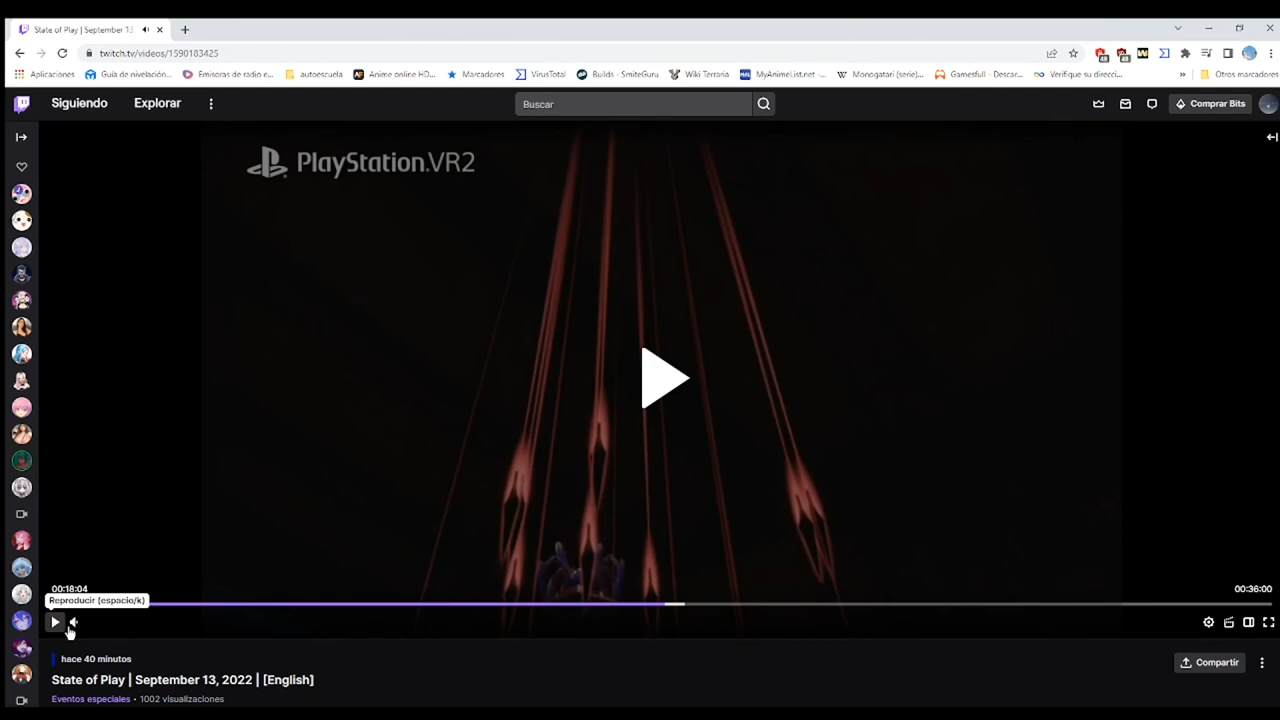 State of Play | September 13,
twitch.tv/videos/1590183425
Aplicaciones
Guía de nivelación...
Emisoras de radio e...
autoescuela
Anime online HD...
Marcadores
VirusTotal
Builds - SmiteGuru
Wiki Terraria
MyAnimeList.net -...
Monogatari (serie)...
Gamesfull - Descar...
Verifique su direcci...
»
Otros marcadores
Siguiendo
Explorar
Buscar
Comprar Bits
PlayStation.VR2
00:18:04
00:36:00
Reproducir (espacio/k)
hace 40 minutos
Compartir
State of Play | September 13, 2022 | [English]
Eventos especiales • 1002 visualizaciones